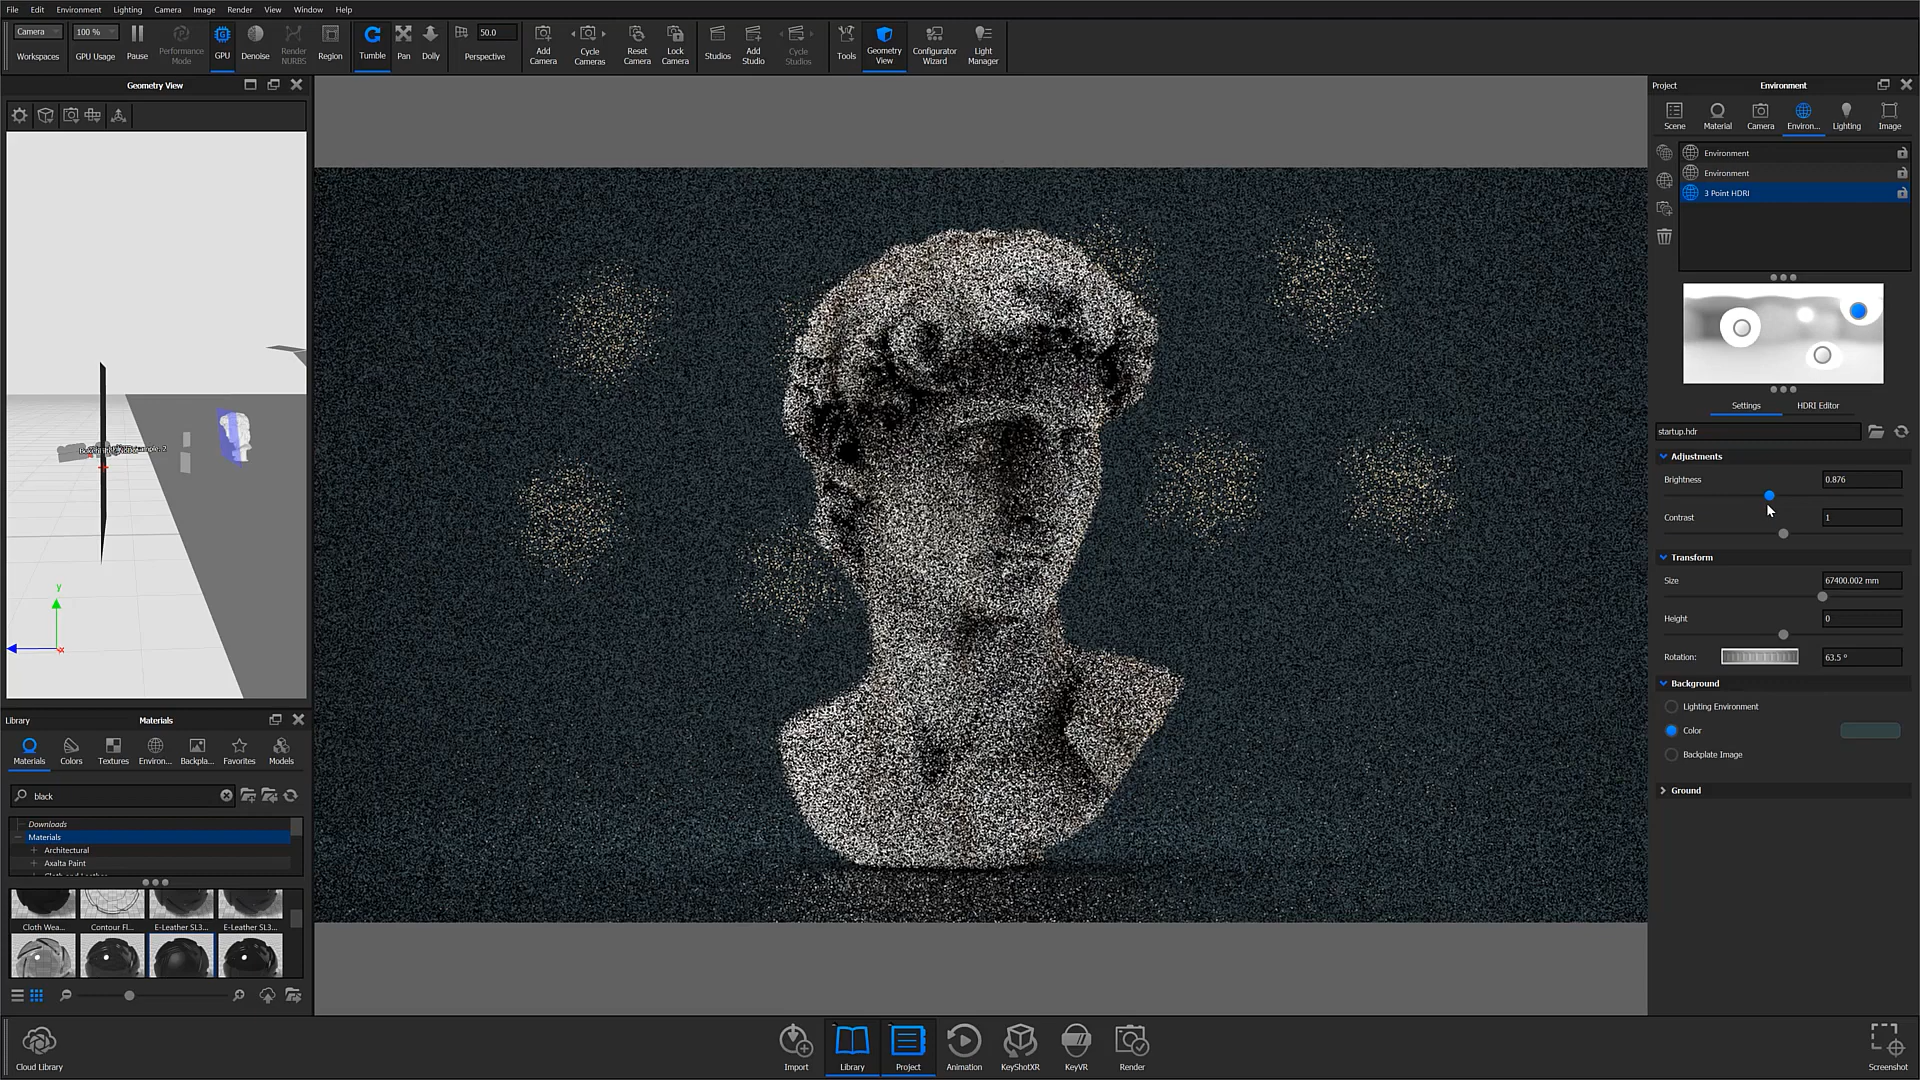 File Edit Environment Lighting Camera Image Render View Window Help
Camera 100 % 50.0
Workspaces GPU Usage Pause Performance Mode GPU Denoise Render NURBS Region Tumble Pan Dolly Perspective Add Camera Cycle Cameras Reset Camera Lock Camera Studios Add Studio Cycle Studios Tools Geometry View Configurator Wizard Light Manager
Geometry View
Project Environment
Scene Material Camera Environ... Lighting Image
Environment
Environment
3 Point HDRI
Settings HDRI Editor
startup.hdr
Adjustments
Brightness 0.876
Contrast 1
Transform
Size 67400.002 mm
Height 0
Rotation: 63.5 °
Background
Lighting Environment
Color
Backplate Image
Ground
y
x
Library Materials
Materials Colors Textures Environ... Backpla... Favorites Models
black
Downloads
Materials
Architectural
Axalta Paint
Cloth Wea... Contour Fl... E-Leather SL3... E-Leather SL3...
Cloud Library Import Library Project Animation KeyShotXR KeyVR Render Screenshot